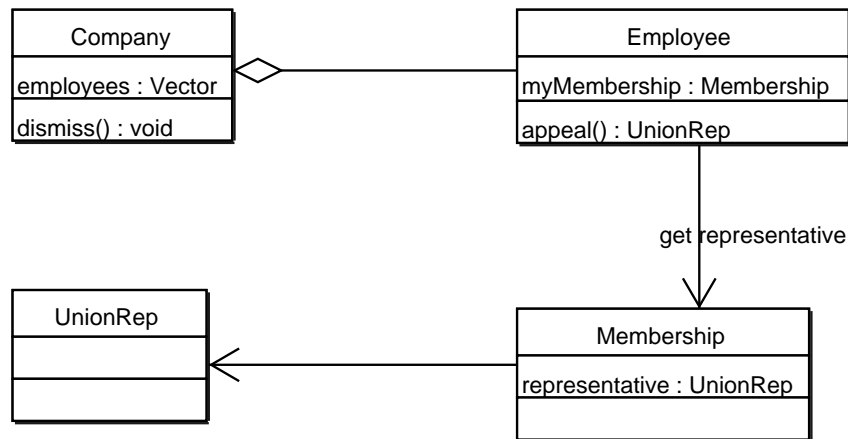 Company
employees : Vector
dismiss() : void
Employee
myMembership : Membership
appeal() : UnionRep
get representative
UnionRep
Membership
representative : UnionRep